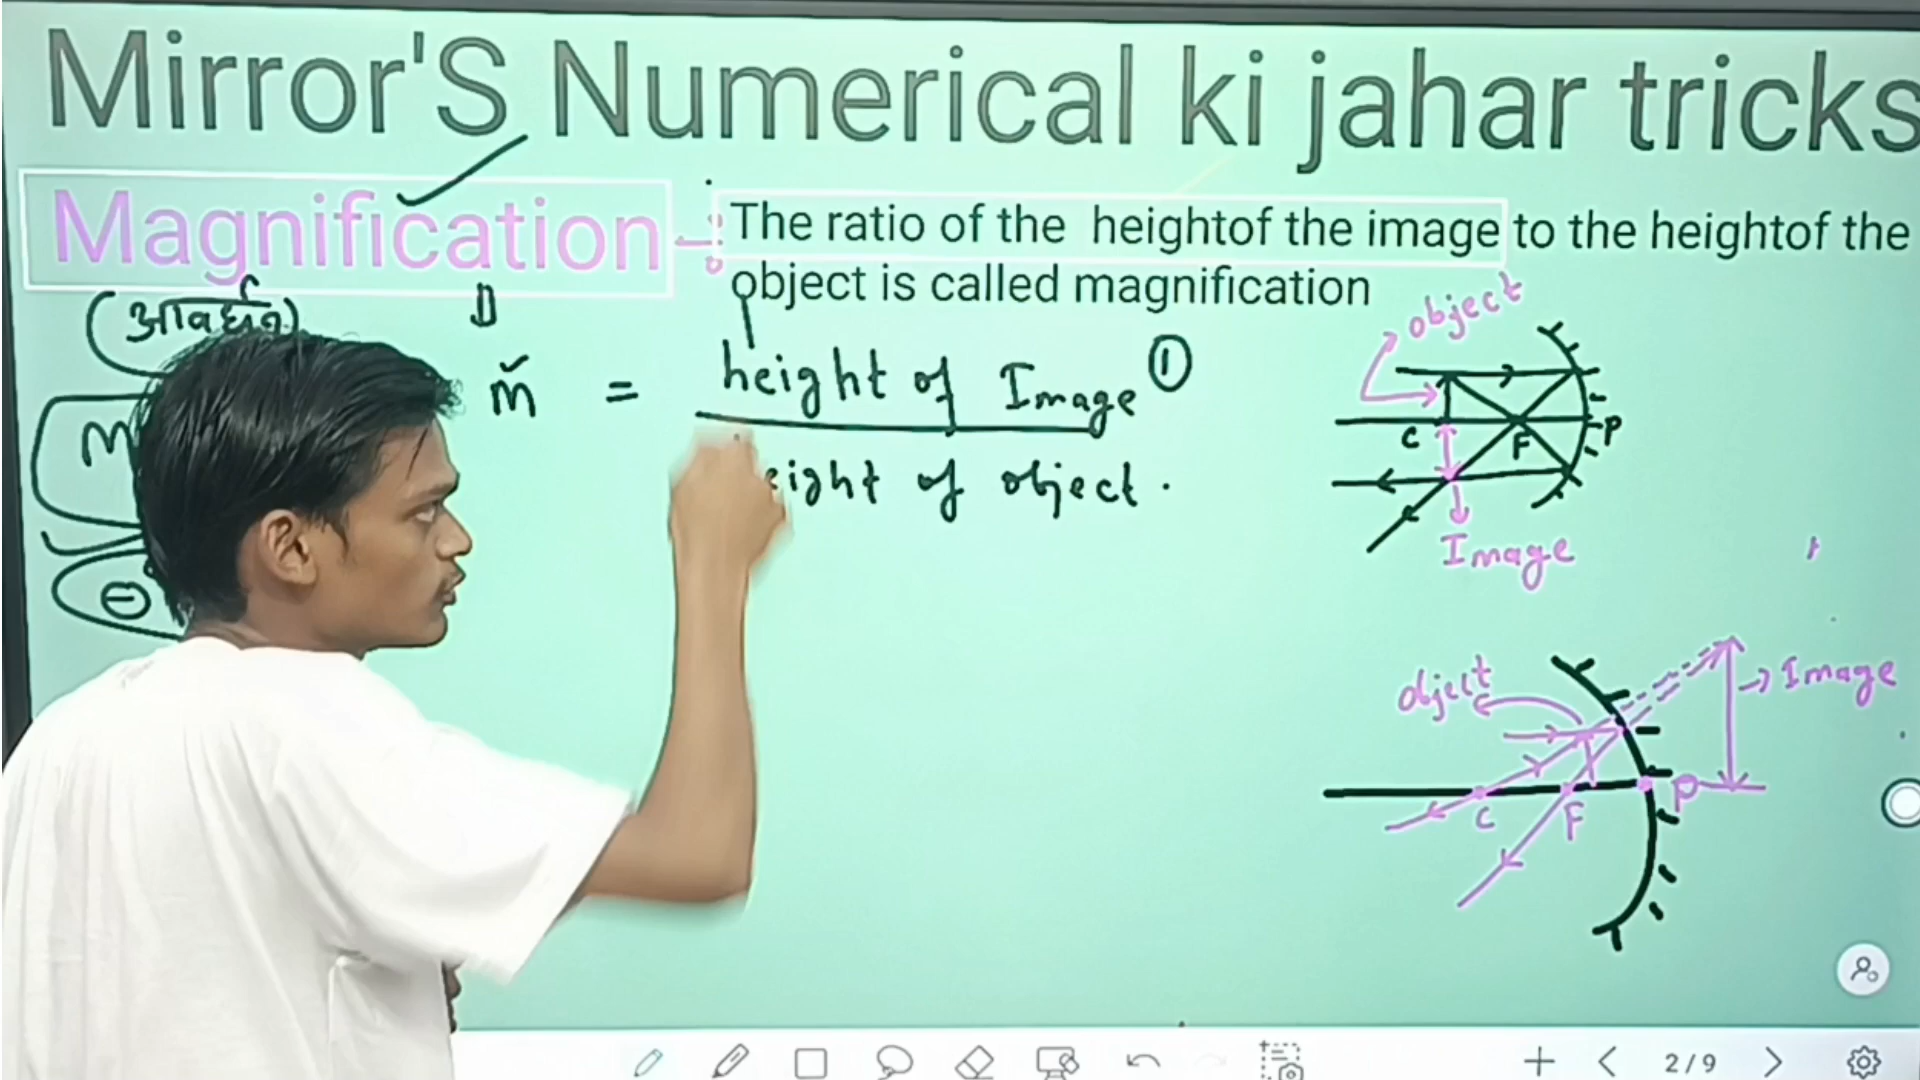 Mirror'S Numerical ki jahar tricks
Magnification :
The ratio of the heightof the image to the heightof the
object is called magnification
(आवर्धन)
m = height of Image ①
eight of object .
m
⊖
object
C F P
Image
object
Image
C F P
2/9